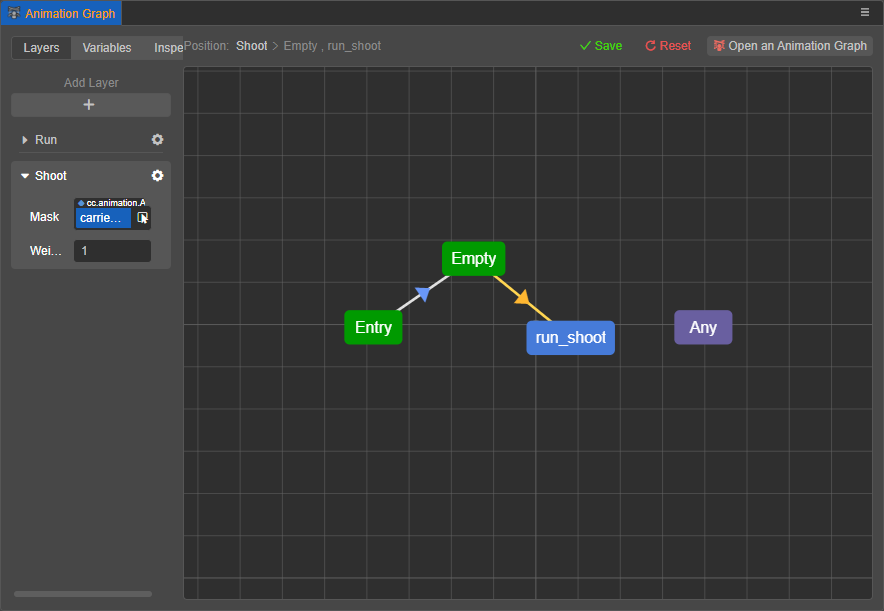 Animation Graph
Layers Variables Inspe
Position: Shoot > Empty , run_shoot
Save Reset Open an Animation Graph
Add Layer
+
Run
Shoot
cc.animation.A
Mask carrie...
Wei... 1
Empty
Entry
run_shoot
Any